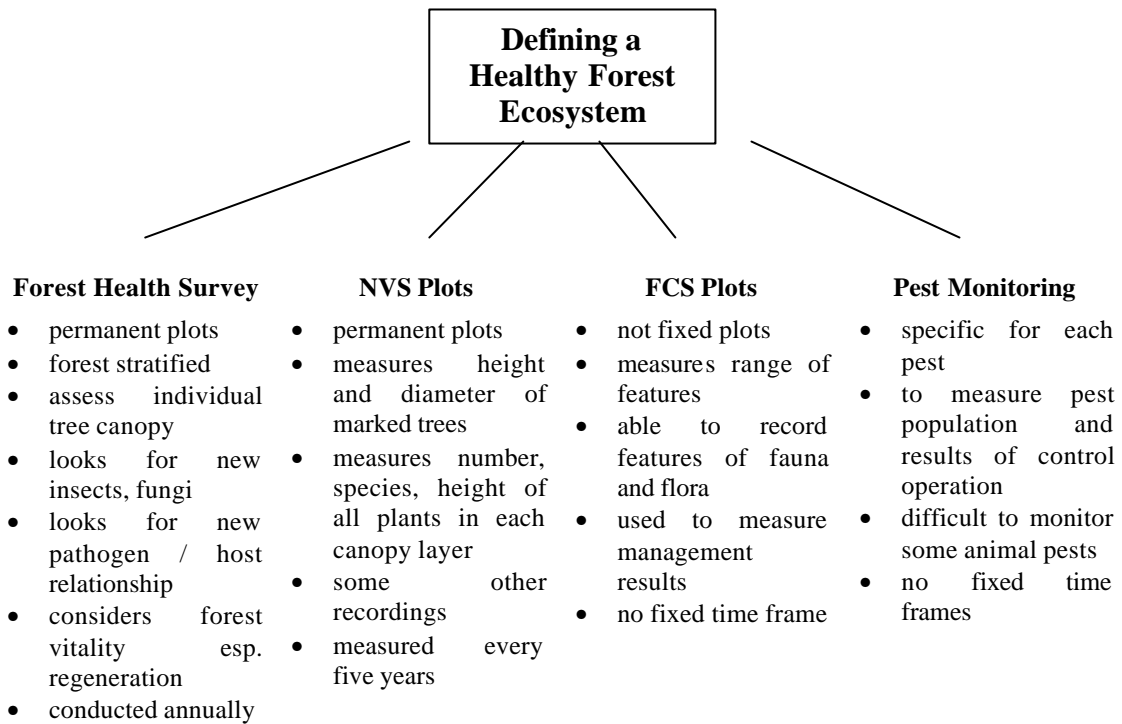 Defining a
Healthy Forest
Ecosystem
Forest Health Survey
• permanent plots
• forest stratified
• assess individual
tree canopy
• looks for new
insects, fungi
• looks for new
pathogen / host
relationship
• considers forest
vitality esp.
regeneration
• conducted annually
NVS Plots
• permanent plots
• measures height
and diameter of
marked trees
• measures number,
species, height of
all plants in each
canopy layer
• some other
recordings
• measured every
five years
FCS Plots
• not fixed plots
• measures range of
features
• able to record
features of fauna
and flora
• used to measure
management
results
• no fixed time frame
Pest Monitoring
• specific for each
pest
• to measure pest
population and
results of control
operation
• difficult to monitor
some animal pests
• no fixed time
frames